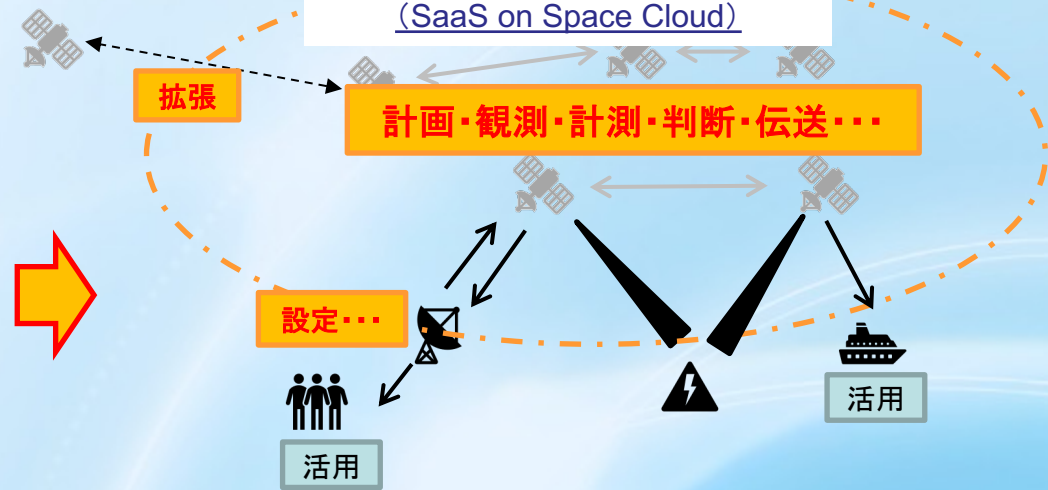 （SaaS on Space Cloud）
拡張
計画・観測・計測・判断・伝送・・・
設定・・・
活用
活用